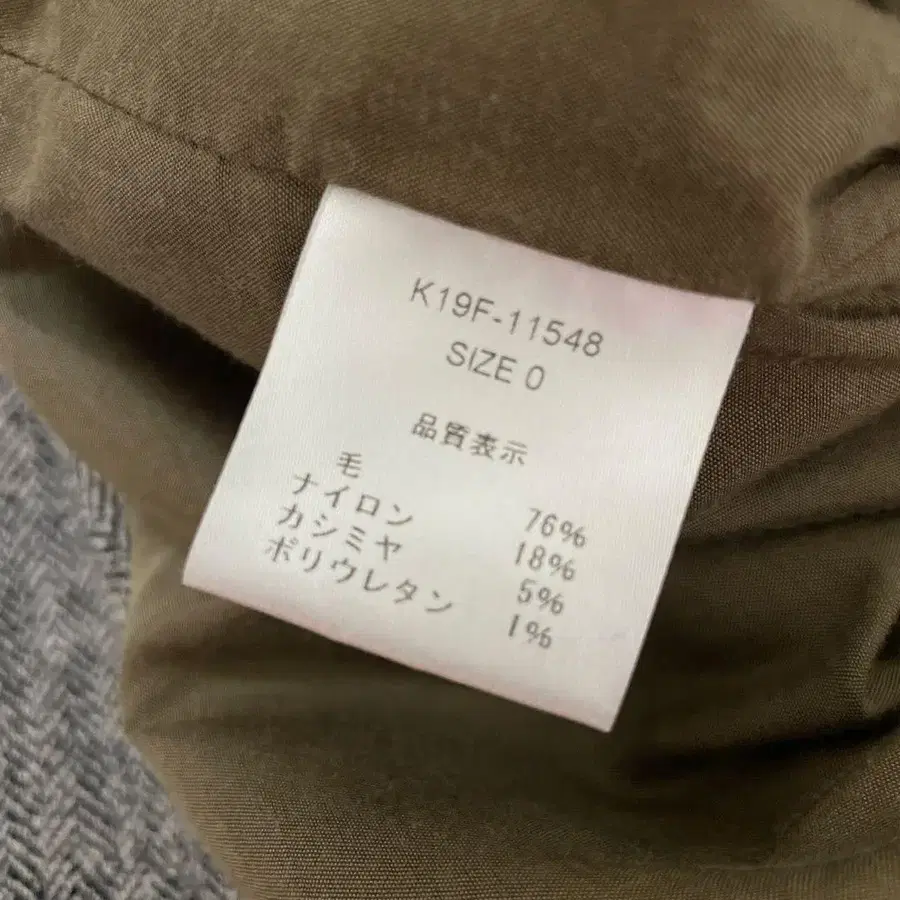 K19F-11548
SIZE 0
品質表示
毛 76%
ナイロン 18%
カシミヤ 5%
ポリウレタン 1%